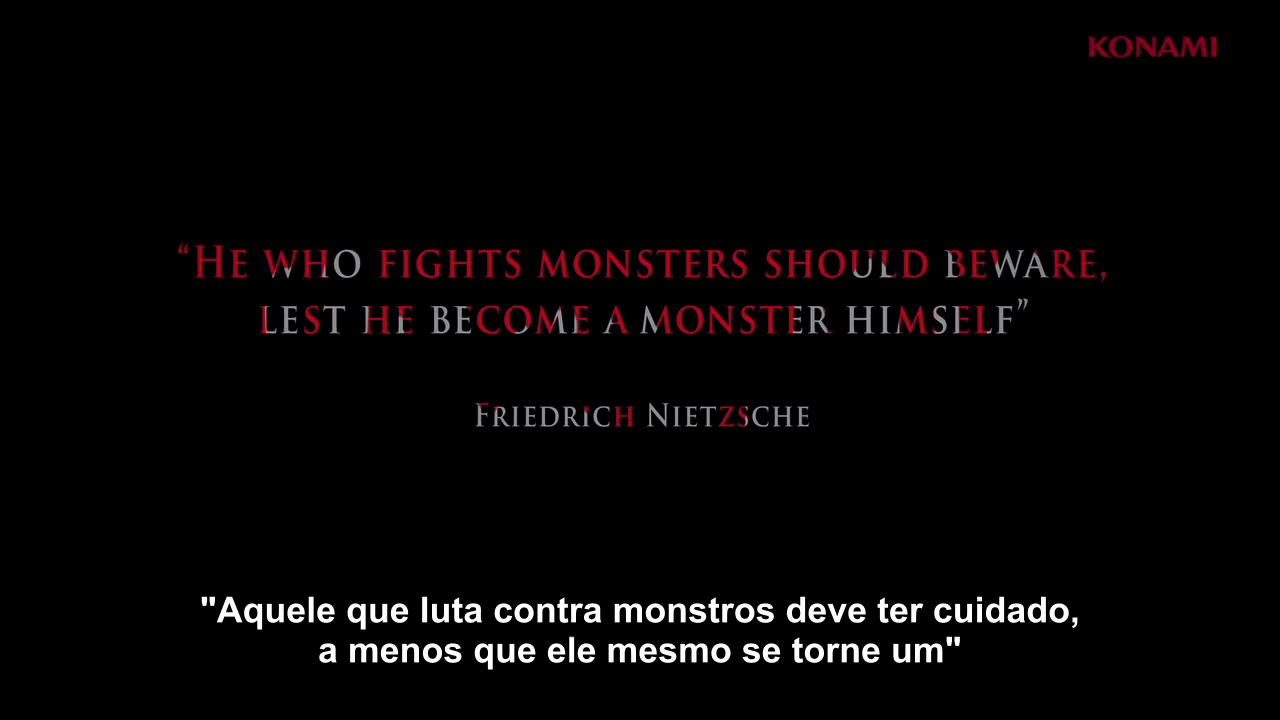 KONAMI
“HE WHO FIGHTS MONSTERS SHOULD BEWARE,
LEST HE BECOME A MONSTER HIMSELF”
FRIEDRICH NIETZSCHE
"Aquele que luta contra monstros deve ter cuidado,
a menos que ele mesmo se torne um"